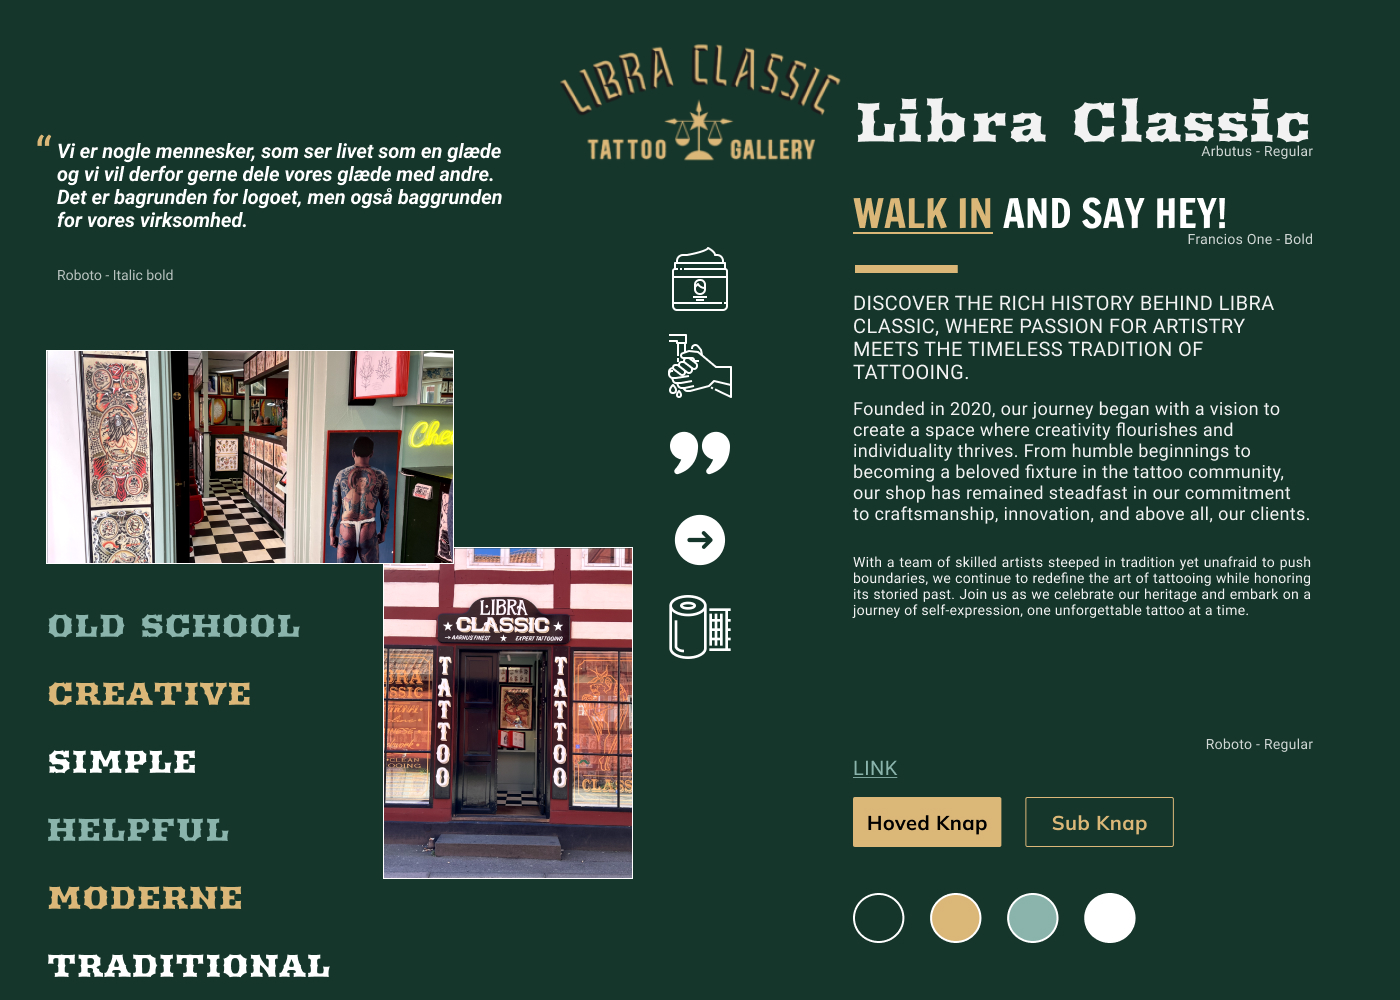 LIBRA CLASSIC
TATTOO GALLERY
“ Vi er nogle mennesker, som ser livet som en glæde
og vi vil derfor gerne dele vores glæde med andre.
Det er bagrunden for logoet, men også baggrunden
for vores virksomhed.
Roboto - Italic bold
OLD SCHOOL
CREATIVE
SIMPLE
HELPFUL
MODERNE
TRADITIONAL
LIBRA
CLASSIC
AARHUS FINEST
EXPERT TATTOOING
TATTOO
TATTOO
Libra Classic
Arbutus - Regular
WALK IN AND SAY HEY!
Francios One - Bold
DISCOVER THE RICH HISTORY BEHIND LIBRA
CLASSIC, WHERE PASSION FOR ARTISTRY
MEETS THE TIMELESS TRADITION OF
TATTOOING.
Founded in 2020, our journey began with a vision to
create a space where creativity flourishes and
individuality thrives. From humble beginnings to
becoming a beloved fixture in the tattoo community,
our shop has remained steadfast in our commitment
to craftsmanship, innovation, and above all, our clients.
With a team of skilled artists steeped in tradition yet unafraid to push
boundaries, we continue to redefine the art of tattooing while honoring
its storied past. Join us as we celebrate our heritage and embark on a
journey of self-expression, one unforgettable tattoo at a time.
Roboto - Regular
LINK
Hoved Knap
Sub Knap